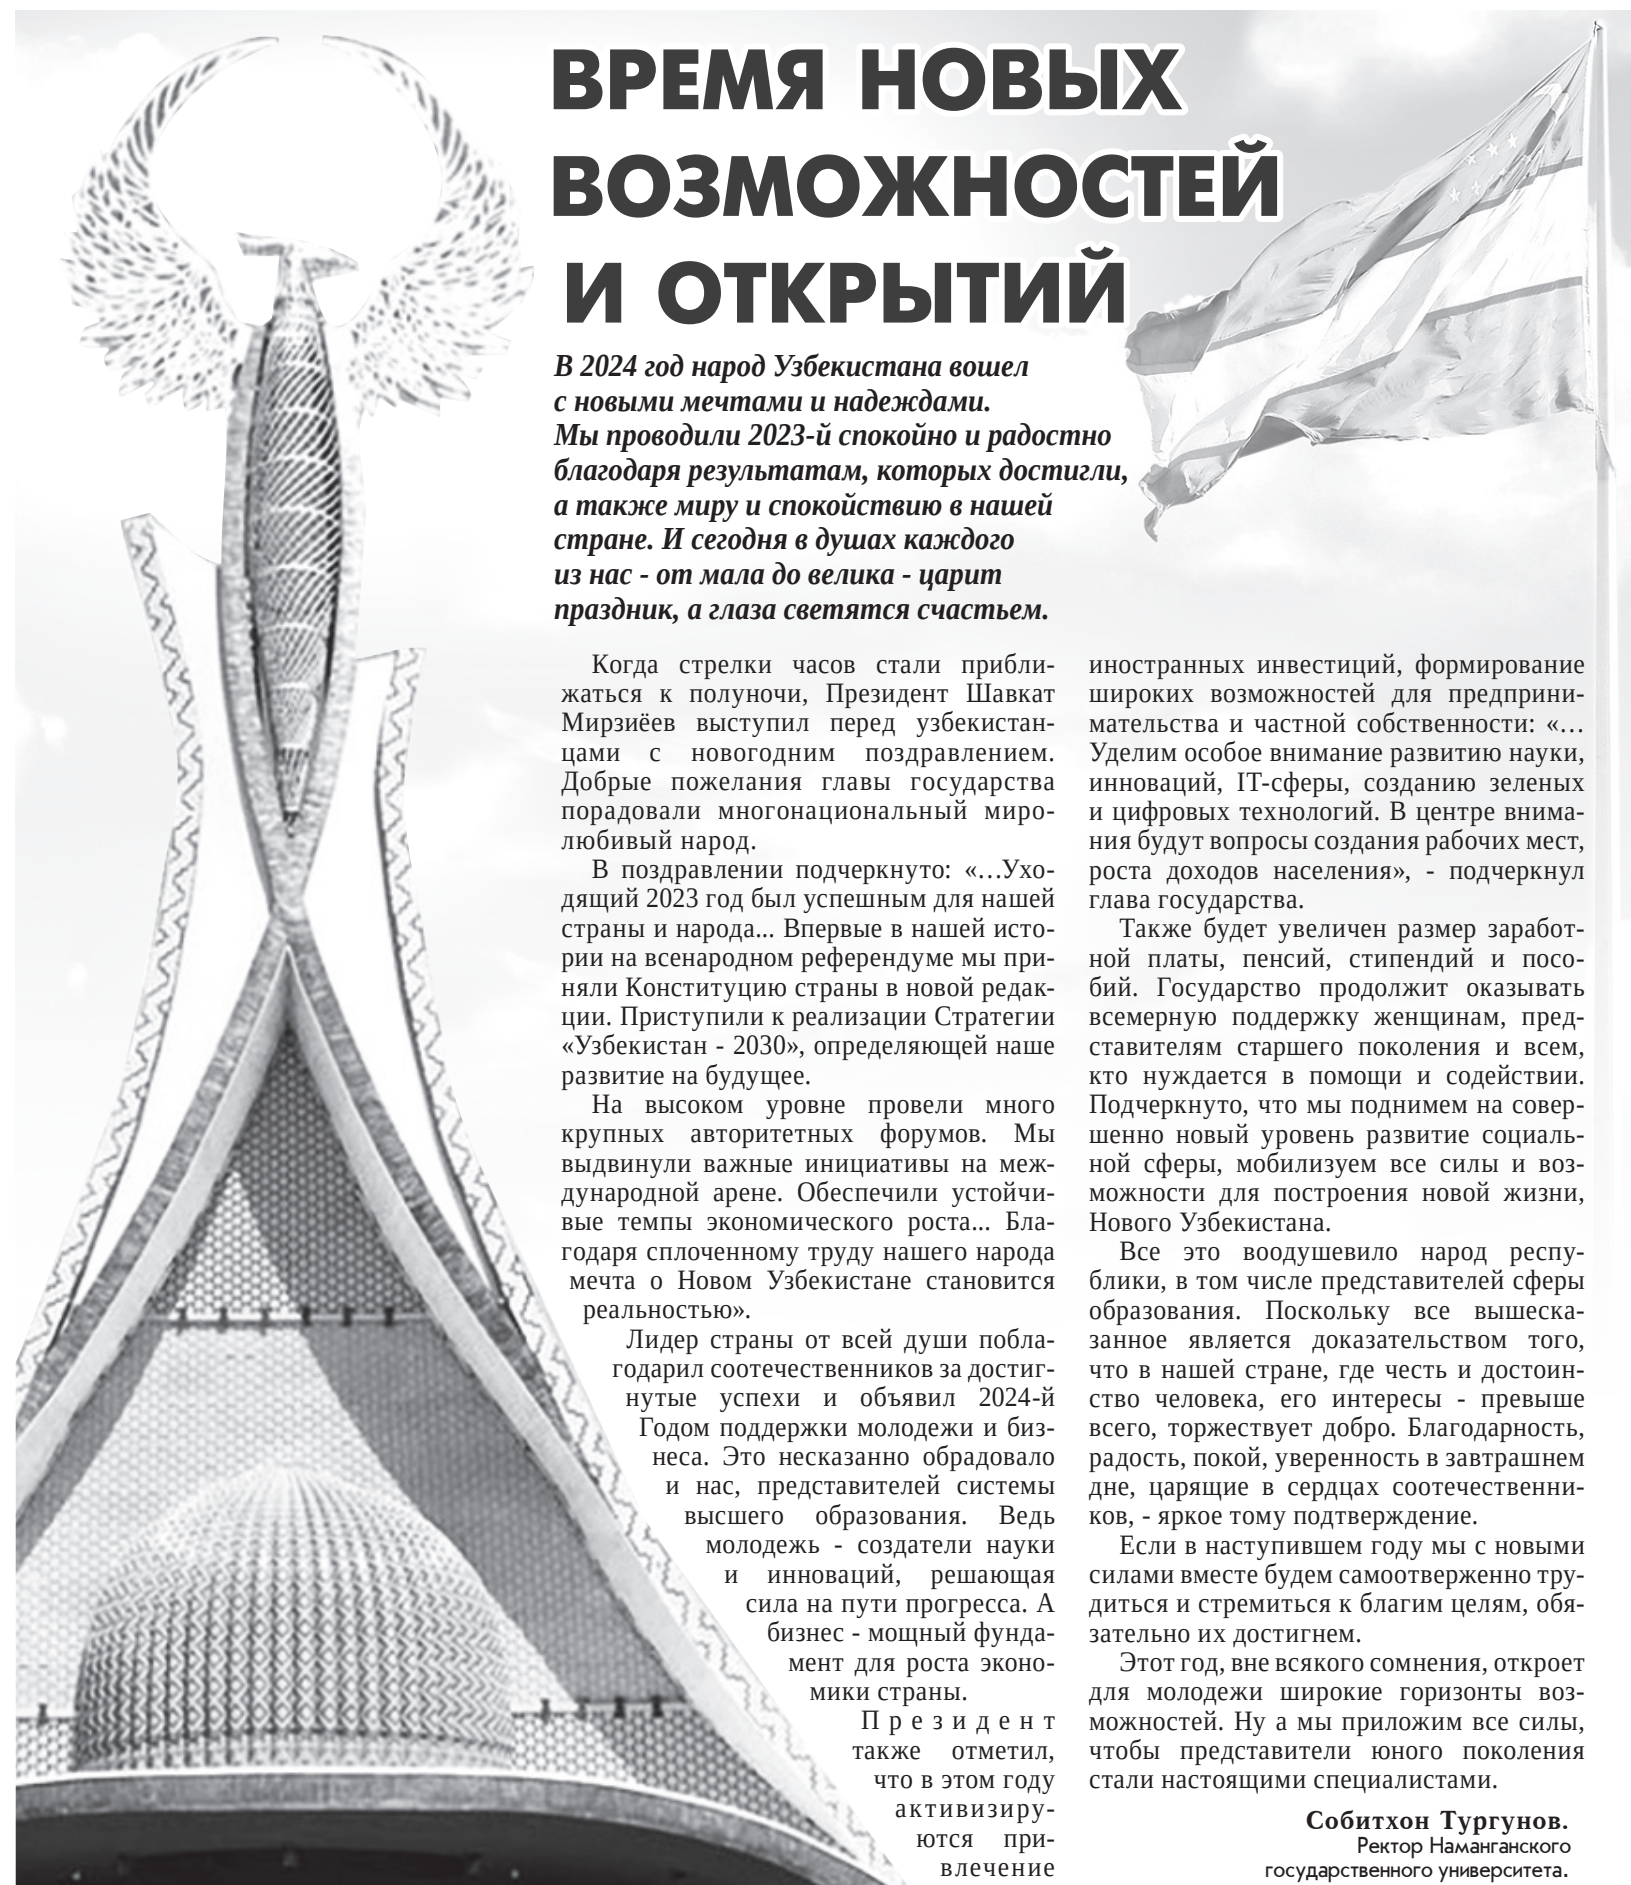 ВРЕМЯ НОВЫХ
ВОЗМОЖНОСТЕЙ
И ОТКРЫТИЙ
В 2024 год народ Узбекистана вошел
с новыми мечтами и надеждами.
Мы проводили 2023-й спокойно и радостно
благодаря результатам, которых достигли,
а также миру и спокойствию в нашей
стране. И сегодня в душах каждого
из нас - от мала до велика - царит
праздник, а глаза светятся счастьем.
Когда стрелки часов стали прибли-
жаться к полуночи, Президент Шавкат
Мирзиёев выступил перед узбекистан-
цами с новогодним поздравлением.
Добрые пожелания главы государства
порадовали многонациональный миро-
любивый народ.
В поздравлении подчеркнуто: «…Ухо-
дящий 2023 год был успешным для нашей
страны и народа... Впервые в нашей исто-
рии на всенародном референдуме мы при-
няли Конституцию страны в новой редак-
ции. Приступили к реализации Стратегии
«Узбекистан - 2030», определяющей наше
развитие на будущее.
На высоком уровне провели много
крупных авторитетных форумов. Мы
выдвинули важные инициативы на меж-
дународной арене. Обеспечили устойчи-
вые темпы экономического роста... Бла-
годаря сплоченному труду нашего народа
мечта о Новом Узбекистане становится
реальностью».
Лидер страны от всей души побла-
годарил соотечественников за достиг-
нутые успехи и объявил 2024-й
Годом поддержки молодежи и биз-
неса. Это несказанно обрадовало
и нас, представителей системы
высшего образования. Ведь
молодежь - создатели науки
и инноваций, решающая
сила на пути прогресса. А
бизнес - мощный фунда-
мент для роста эконо-
мики страны.
Президент
также отметил,
что в этом году
активизиру-
ются при-
влечение
иностранных инвестиций, формирование
широких возможностей для предприни-
мательства и частной собственности: «…
Уделим особое внимание развитию науки,
инноваций, IT-сферы, созданию зеленых
и цифровых технологий. В центре внима-
ния будут вопросы создания рабочих мест,
роста доходов населения», - подчеркнул
глава государства.
Также будет увеличен размер заработ-
ной платы, пенсий, стипендий и посо-
бий. Государство продолжит оказывать
всемерную поддержку женщинам, пред-
ставителям старшего поколения и всем,
кто нуждается в помощи и содействии.
Подчеркнуто, что мы поднимем на совер-
шенно новый уровень развитие социаль-
ной сферы, мобилизуем все силы и воз-
можности для построения новой жизни,
Нового Узбекистана.
Все это воодушевило народ респу-
блики, в том числе представителей сферы
образования. Поскольку все вышеска-
занное является доказательством того,
что в нашей стране, где честь и достоин-
ство человека, его интересы - превыше
всего, торжествует добро. Благодарность,
радость, покой, уверенность в завтрашнем
дне, царящие в сердцах соотечественни-
ков, - яркое тому подтверждение.
Если в наступившем году мы с новыми
силами вместе будем самоотверженно тру-
диться и стремиться к благим целям, обя-
зательно их достигнем.
Этот год, вне всякого сомнения, откроет
для молодежи широкие горизонты воз-
можностей. Ну а мы приложим все силы,
чтобы представители юного поколения
стали настоящими специалистами.
Собитхон Тургунов.
Ректор Наманганского
государственного университета.